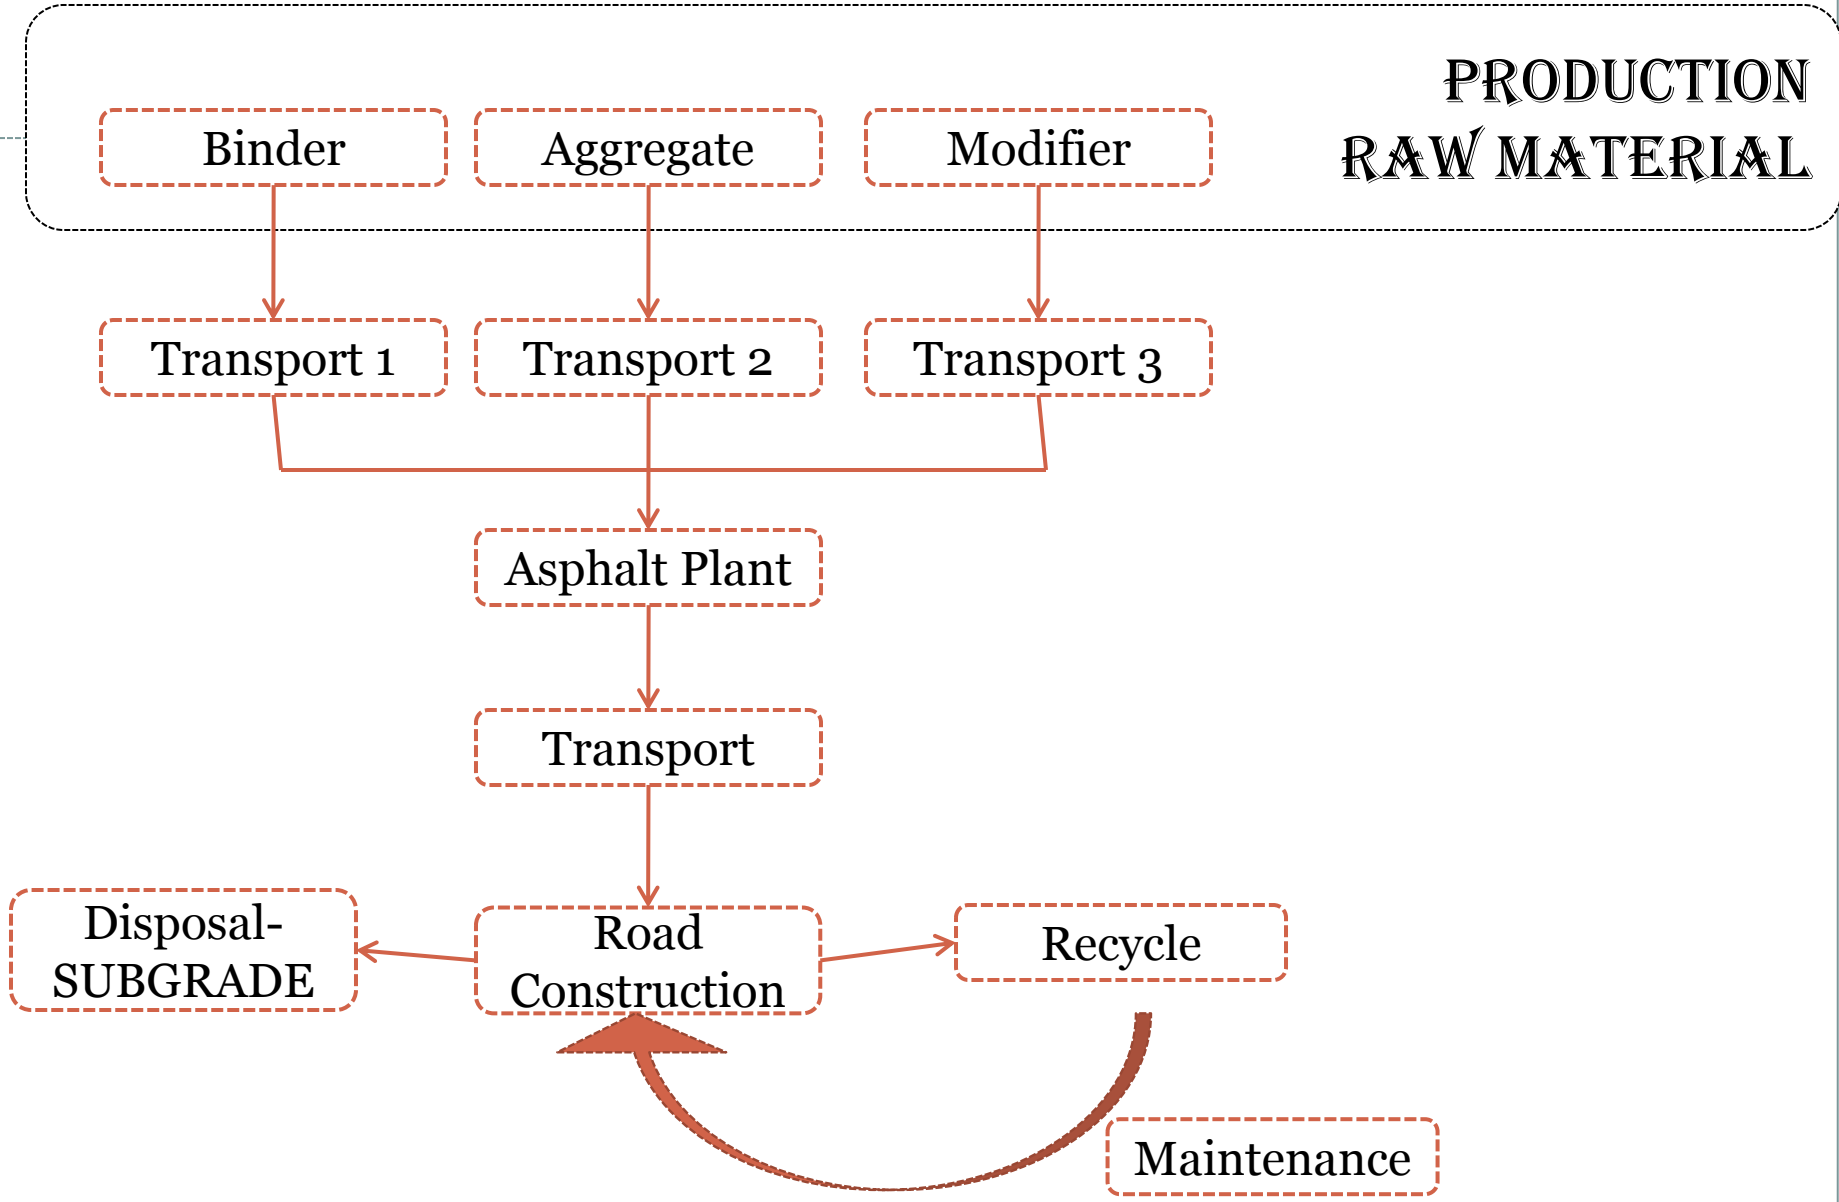 PRODUCTION
RAW MATERIAL
Binder
Aggregate
Modifier
Transport 1
Transport 2
Transport 3
Asphalt Plant
Transport
Disposal-
SUBGRADE
Road
Construction
Recycle
Maintenance